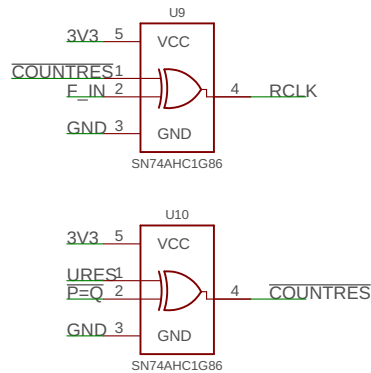 U9
3V3 5 VCC
COUNTRES 1
F_IN 2
4 RCLK
GND 3 GND
SN74AHC1G86
U10
3V3 5 VCC
URES 1
P=Q 2
4 COUNTRES
GND 3 GND
SN74AHC1G86